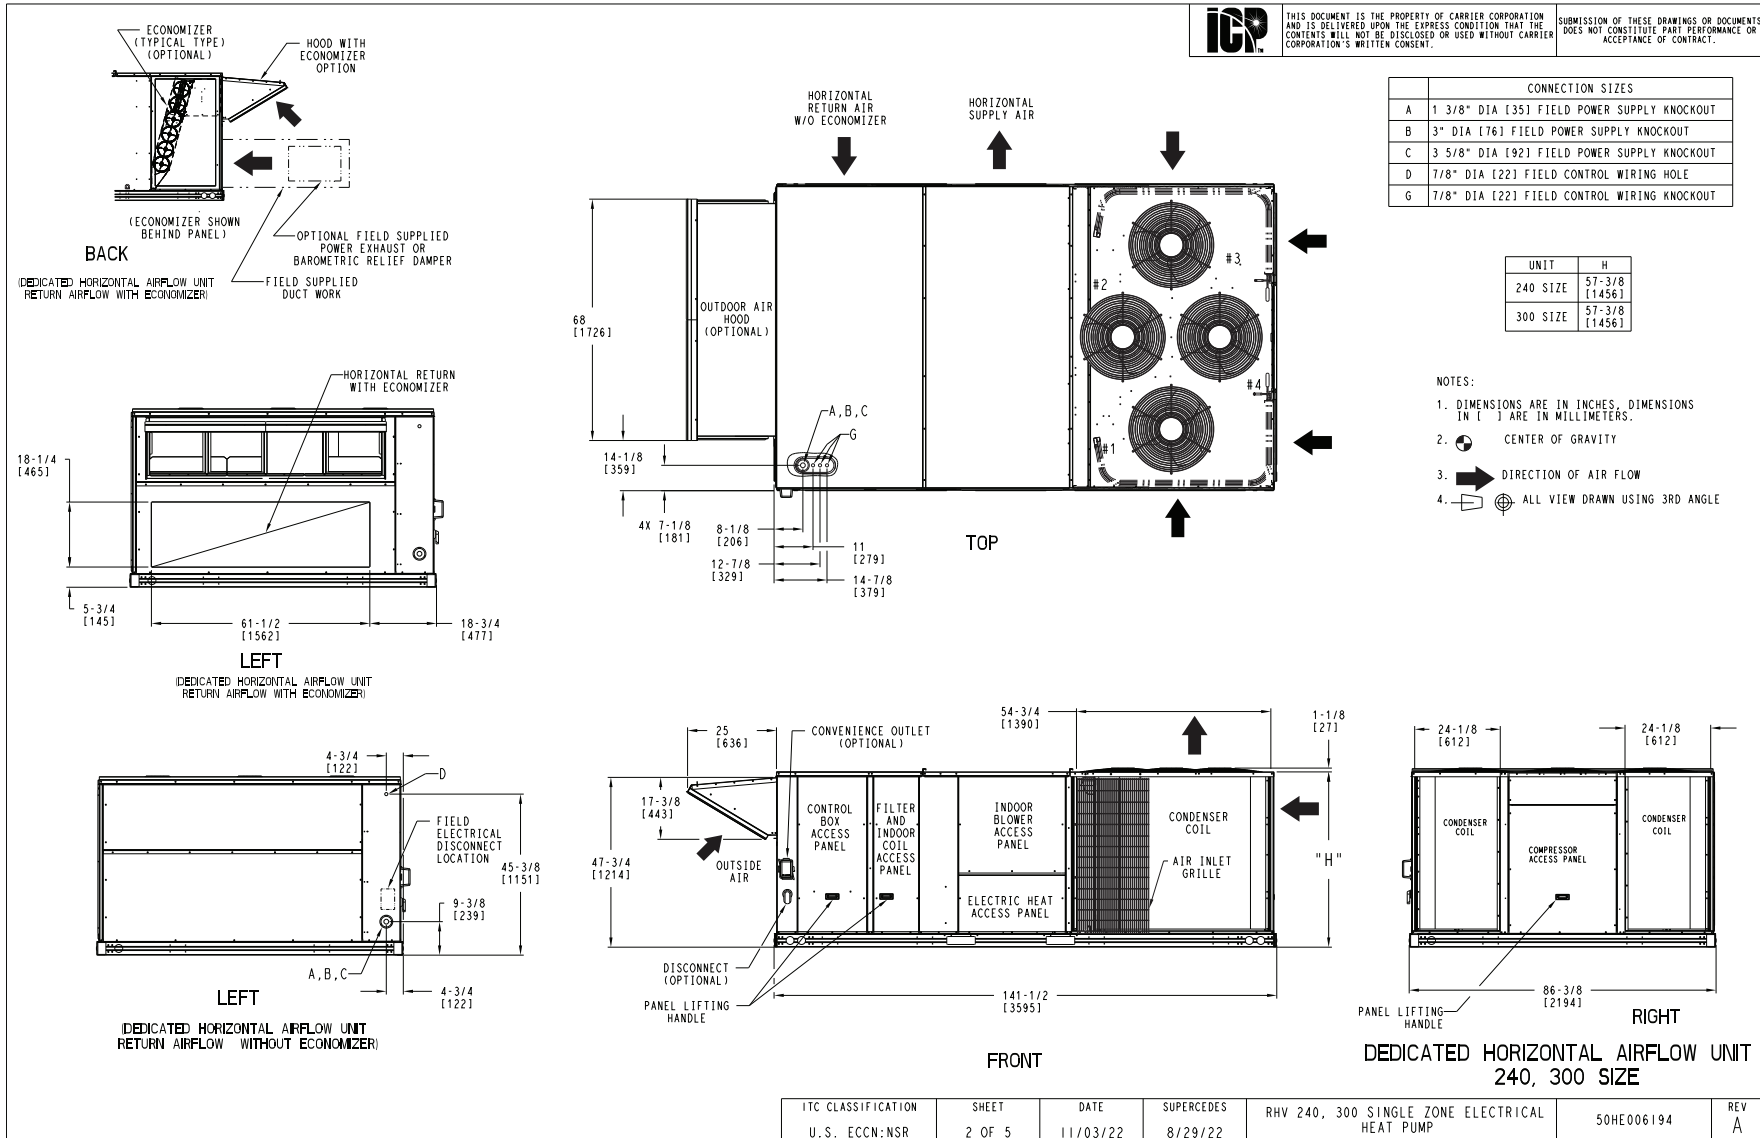 iCP
TM
THIS DOCUMENT IS THE PROPERTY OF CARRIER CORPORATION
AND IS DELIVERED UPON THE EXPRESS CONDITION THAT THE
CONTENTS WILL NOT BE DISCLOSED OR USED WITHOUT CARRIER
CORPORATION'S WRITTEN CONSENT.
SUBMISSION OF THESE DRAWINGS OR DOCUMENTS
DOES NOT CONSTITUTE PART PERFORMANCE OR
ACCEPTANCE OF CONTRACT.
ECONOMIZER
(TYPICAL TYPE)
(OPTIONAL)
HOOD WITH
ECONOMIZER
OPTION
(ECONOMIZER SHOWN
BEHIND PANEL)
OPTIONAL FIELD SUPPLIED
POWER EXHAUST OR
BAROMETRIC RELIEF DAMPER
FIELD SUPPLIED
DUCT WORK
BACK
(DEDICATED HORIZONTAL AIRFLOW UNIT
RETURN AIRFLOW WITH ECONOMIZER)
HORIZONTAL
RETURN AIR
W/O ECONOMIZER
HORIZONTAL
SUPPLY AIR
68
[1726]
OUTDOOR AIR
HOOD
(OPTIONAL)
#3
#2
#4
#1
A,B,C
G
14-1/8
[359]
4X 7-1/8
[181]
8-1/8
[206]
11
[279]
12-7/8
[329]
14-7/8
[379]
TOP
CONNECTION SIZES
A 1 3/8" DIA [35] FIELD POWER SUPPLY KNOCKOUT
B 3" DIA [76] FIELD POWER SUPPLY KNOCKOUT
C 3 5/8" DIA [92] FIELD POWER SUPPLY KNOCKOUT
D 7/8" DIA [22] FIELD CONTROL WIRING HOLE
G 7/8" DIA [22] FIELD CONTROL WIRING KNOCKOUT
UNIT H
240 SIZE 57-3/8
[1456]
300 SIZE 57-3/8
[1456]
NOTES:
1. DIMENSIONS ARE IN INCHES, DIMENSIONS
IN [ ] ARE IN MILLIMETERS.
2. CENTER OF GRAVITY
3. DIRECTION OF AIR FLOW
4. ALL VIEW DRAWN USING 3RD ANGLE
HORIZONTAL RETURN
WITH ECONOMIZER
18-1/4
[465]
5-3/4
[145]
61-1/2
[1562]
18-3/4
[477]
LEFT
(DEDICATED HORIZONTAL AIRFLOW UNIT
RETURN AIRFLOW WITH ECONOMIZER)
4-3/4
[122]
D
FIELD
ELECTRICAL
DISCONNECT
LOCATION
45-3/8
[1151]
9-3/8
[239]
A,B,C
4-3/4
[122]
LEFT
(DEDICATED HORIZONTAL AIRFLOW UNIT
RETURN AIRFLOW WITHOUT ECONOMIZER)
25
[636]
CONVENIENCE OUTLET
(OPTIONAL)
54-3/4
[1390]
1-1/8
[27]
17-3/8
[443]
47-3/4
[1214]
OUTSIDE
AIR
CONTROL
BOX
ACCESS
PANEL
FILTER
AND
INDOOR
COIL
ACCESS
PANEL
INDOOR
BLOWER
ACCESS
PANEL
ELECTRIC HEAT
ACCESS PANEL
CONDENSER
COIL
AIR INLET
GRILLE
"H"
DISCONNECT
(OPTIONAL)
PANEL LIFTING
HANDLE
141-1/2
[3595]
FRONT
24-1/8
[612]
24-1/8
[612]
CONDENSER
COIL
COMPRESSOR
ACCESS PANEL
CONDENSER
COIL
86-3/8
[2194]
PANEL LIFTING
HANDLE
RIGHT
DEDICATED HORIZONTAL AIRFLOW UNIT
240, 300 SIZE
ITC CLASSIFICATION
U.S. ECCN:NSR
SHEET
2 OF 5
DATE
11/03/22
SUPERCEDES
8/29/22
RHV 240, 300 SINGLE ZONE ELECTRICAL
HEAT PUMP
50HE006194
REV
A